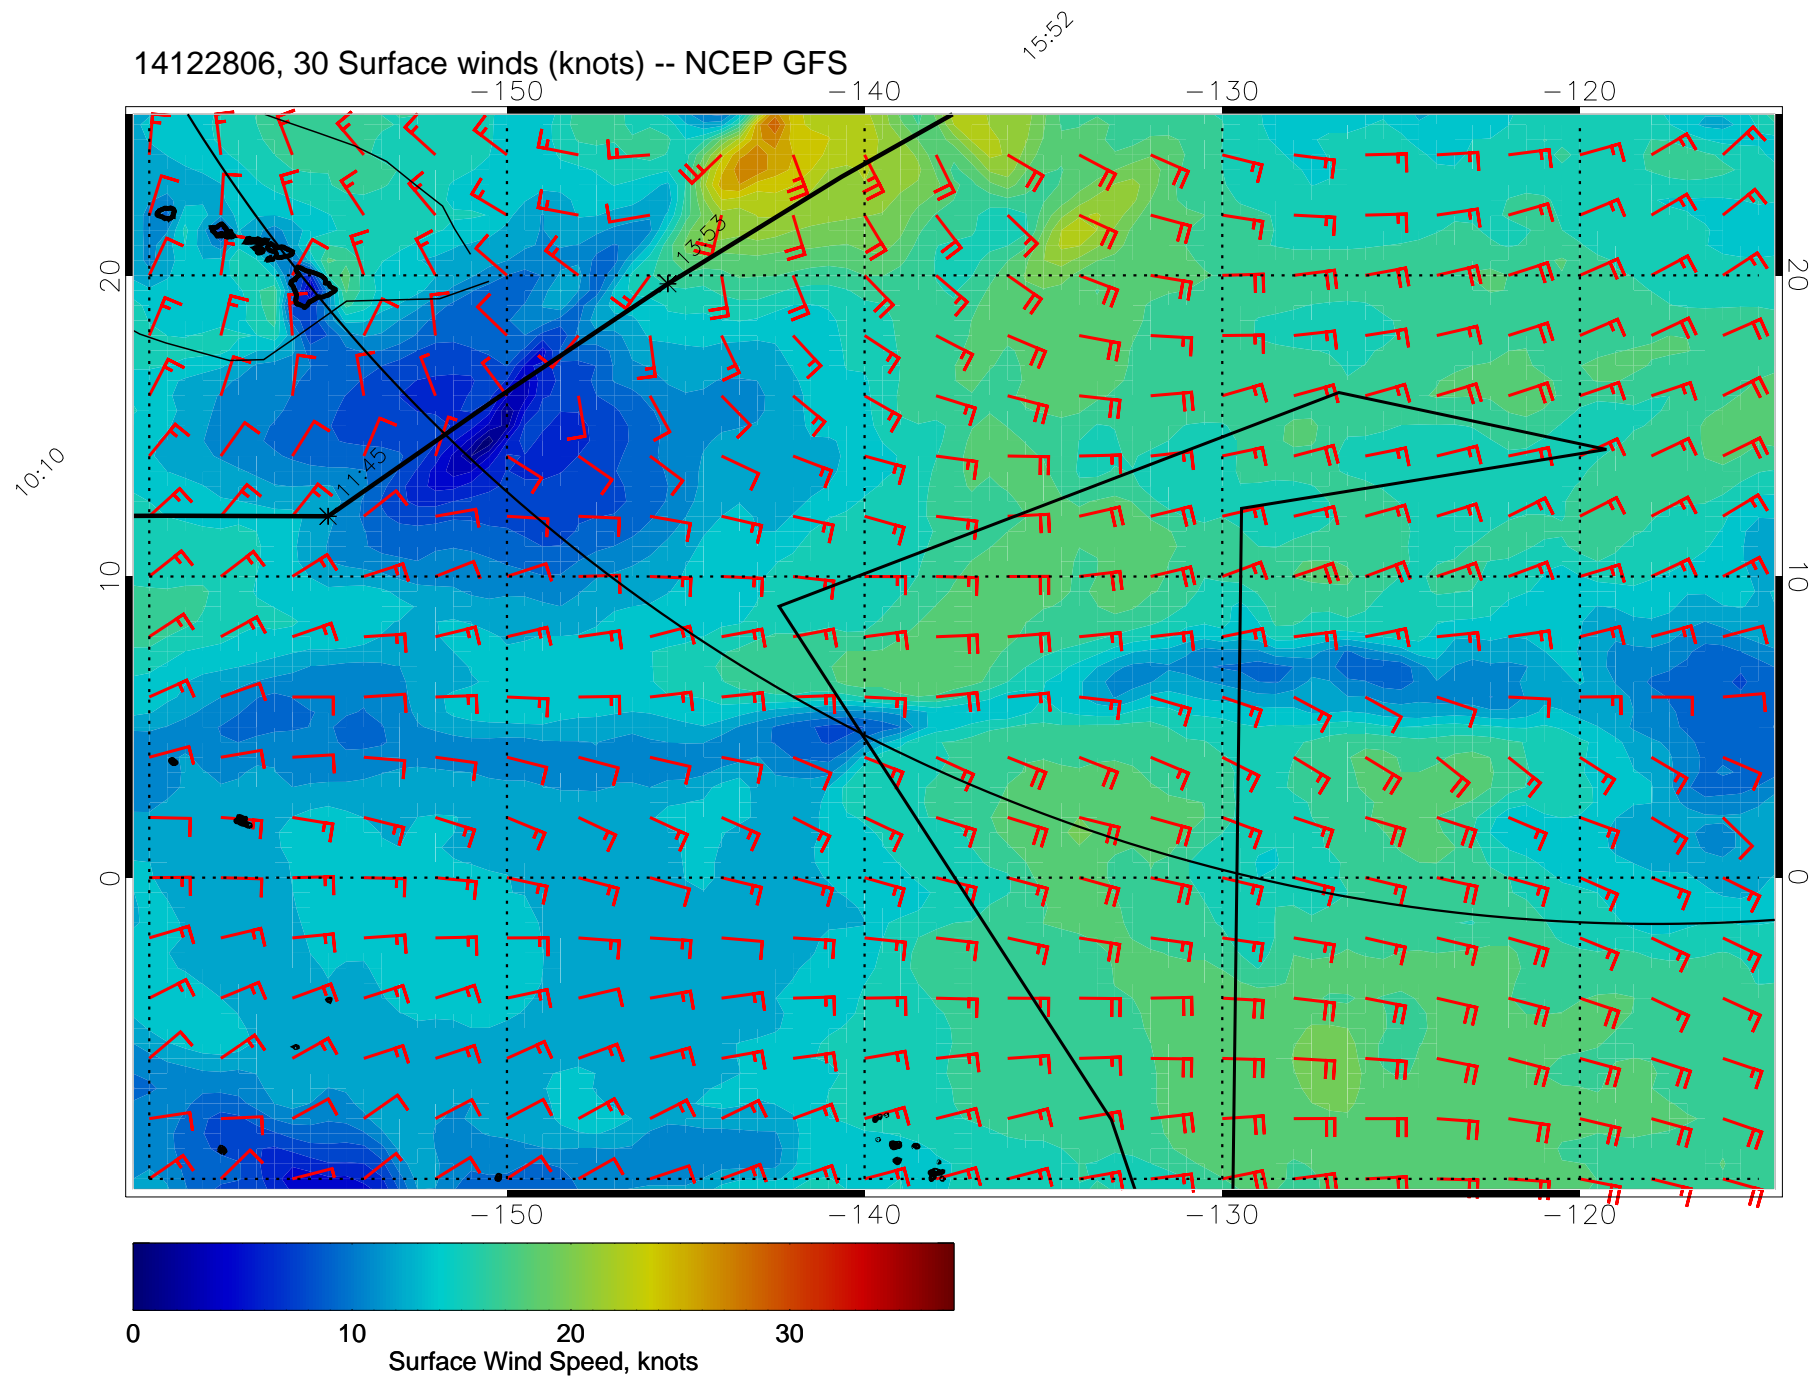 15:52
14122806, 30 Surface winds (knots) -- NCEP GFS
-150 -140 -130 -120
13:53
20 20
11:45
10:10
10 10
0 0
-150 -140 -130 -120
0 10 20 30
Surface Wind Speed, knots